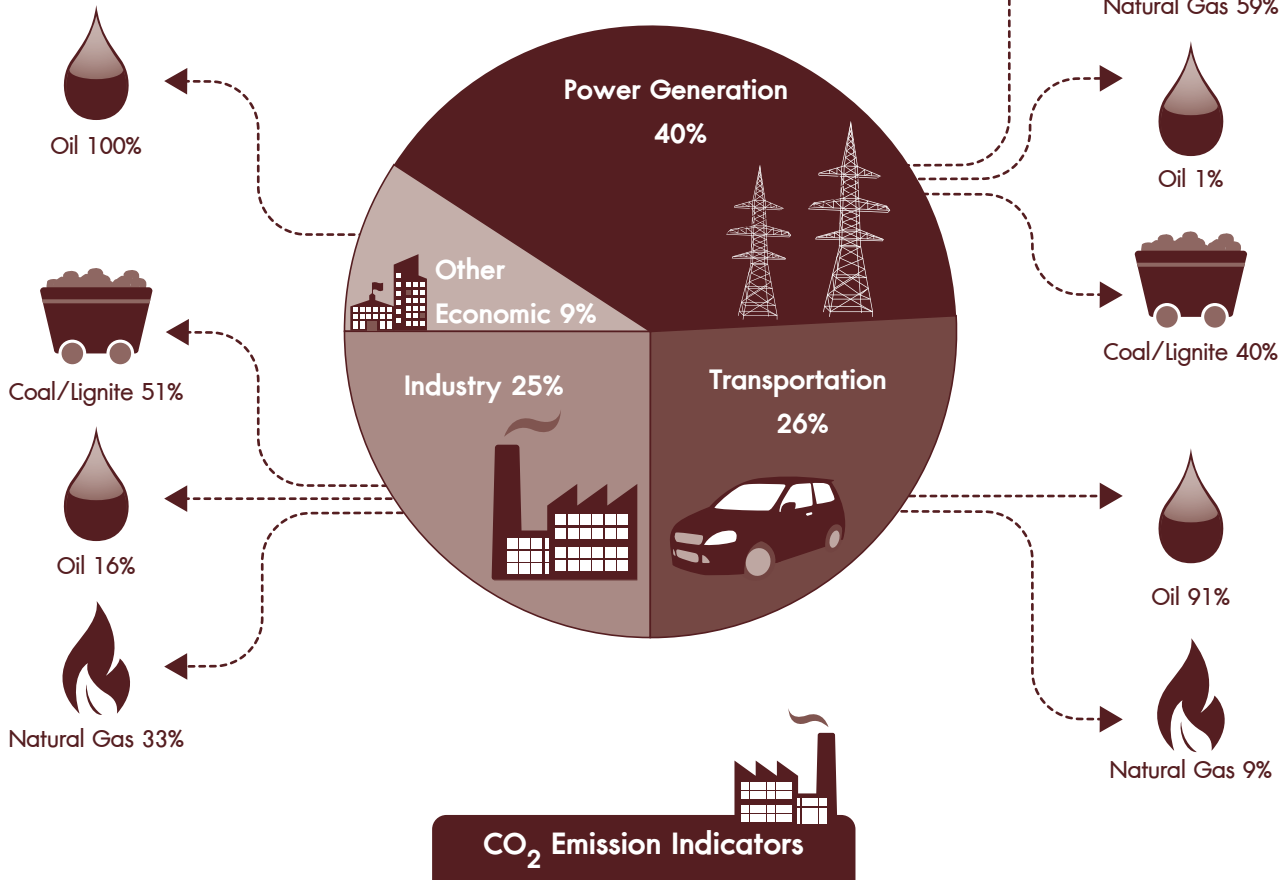 Natural Gas 59%
Oil 100%
Power Generation
40%
Oil 1%
Other
Economic 9%
Coal/Lignite 40%
Coal/Lignite 51%
Industry 25%
Transportation
26%
Oil 16%
Oil 91%
Natural Gas 33%
Natural Gas 9%
CO2 Emission Indicators